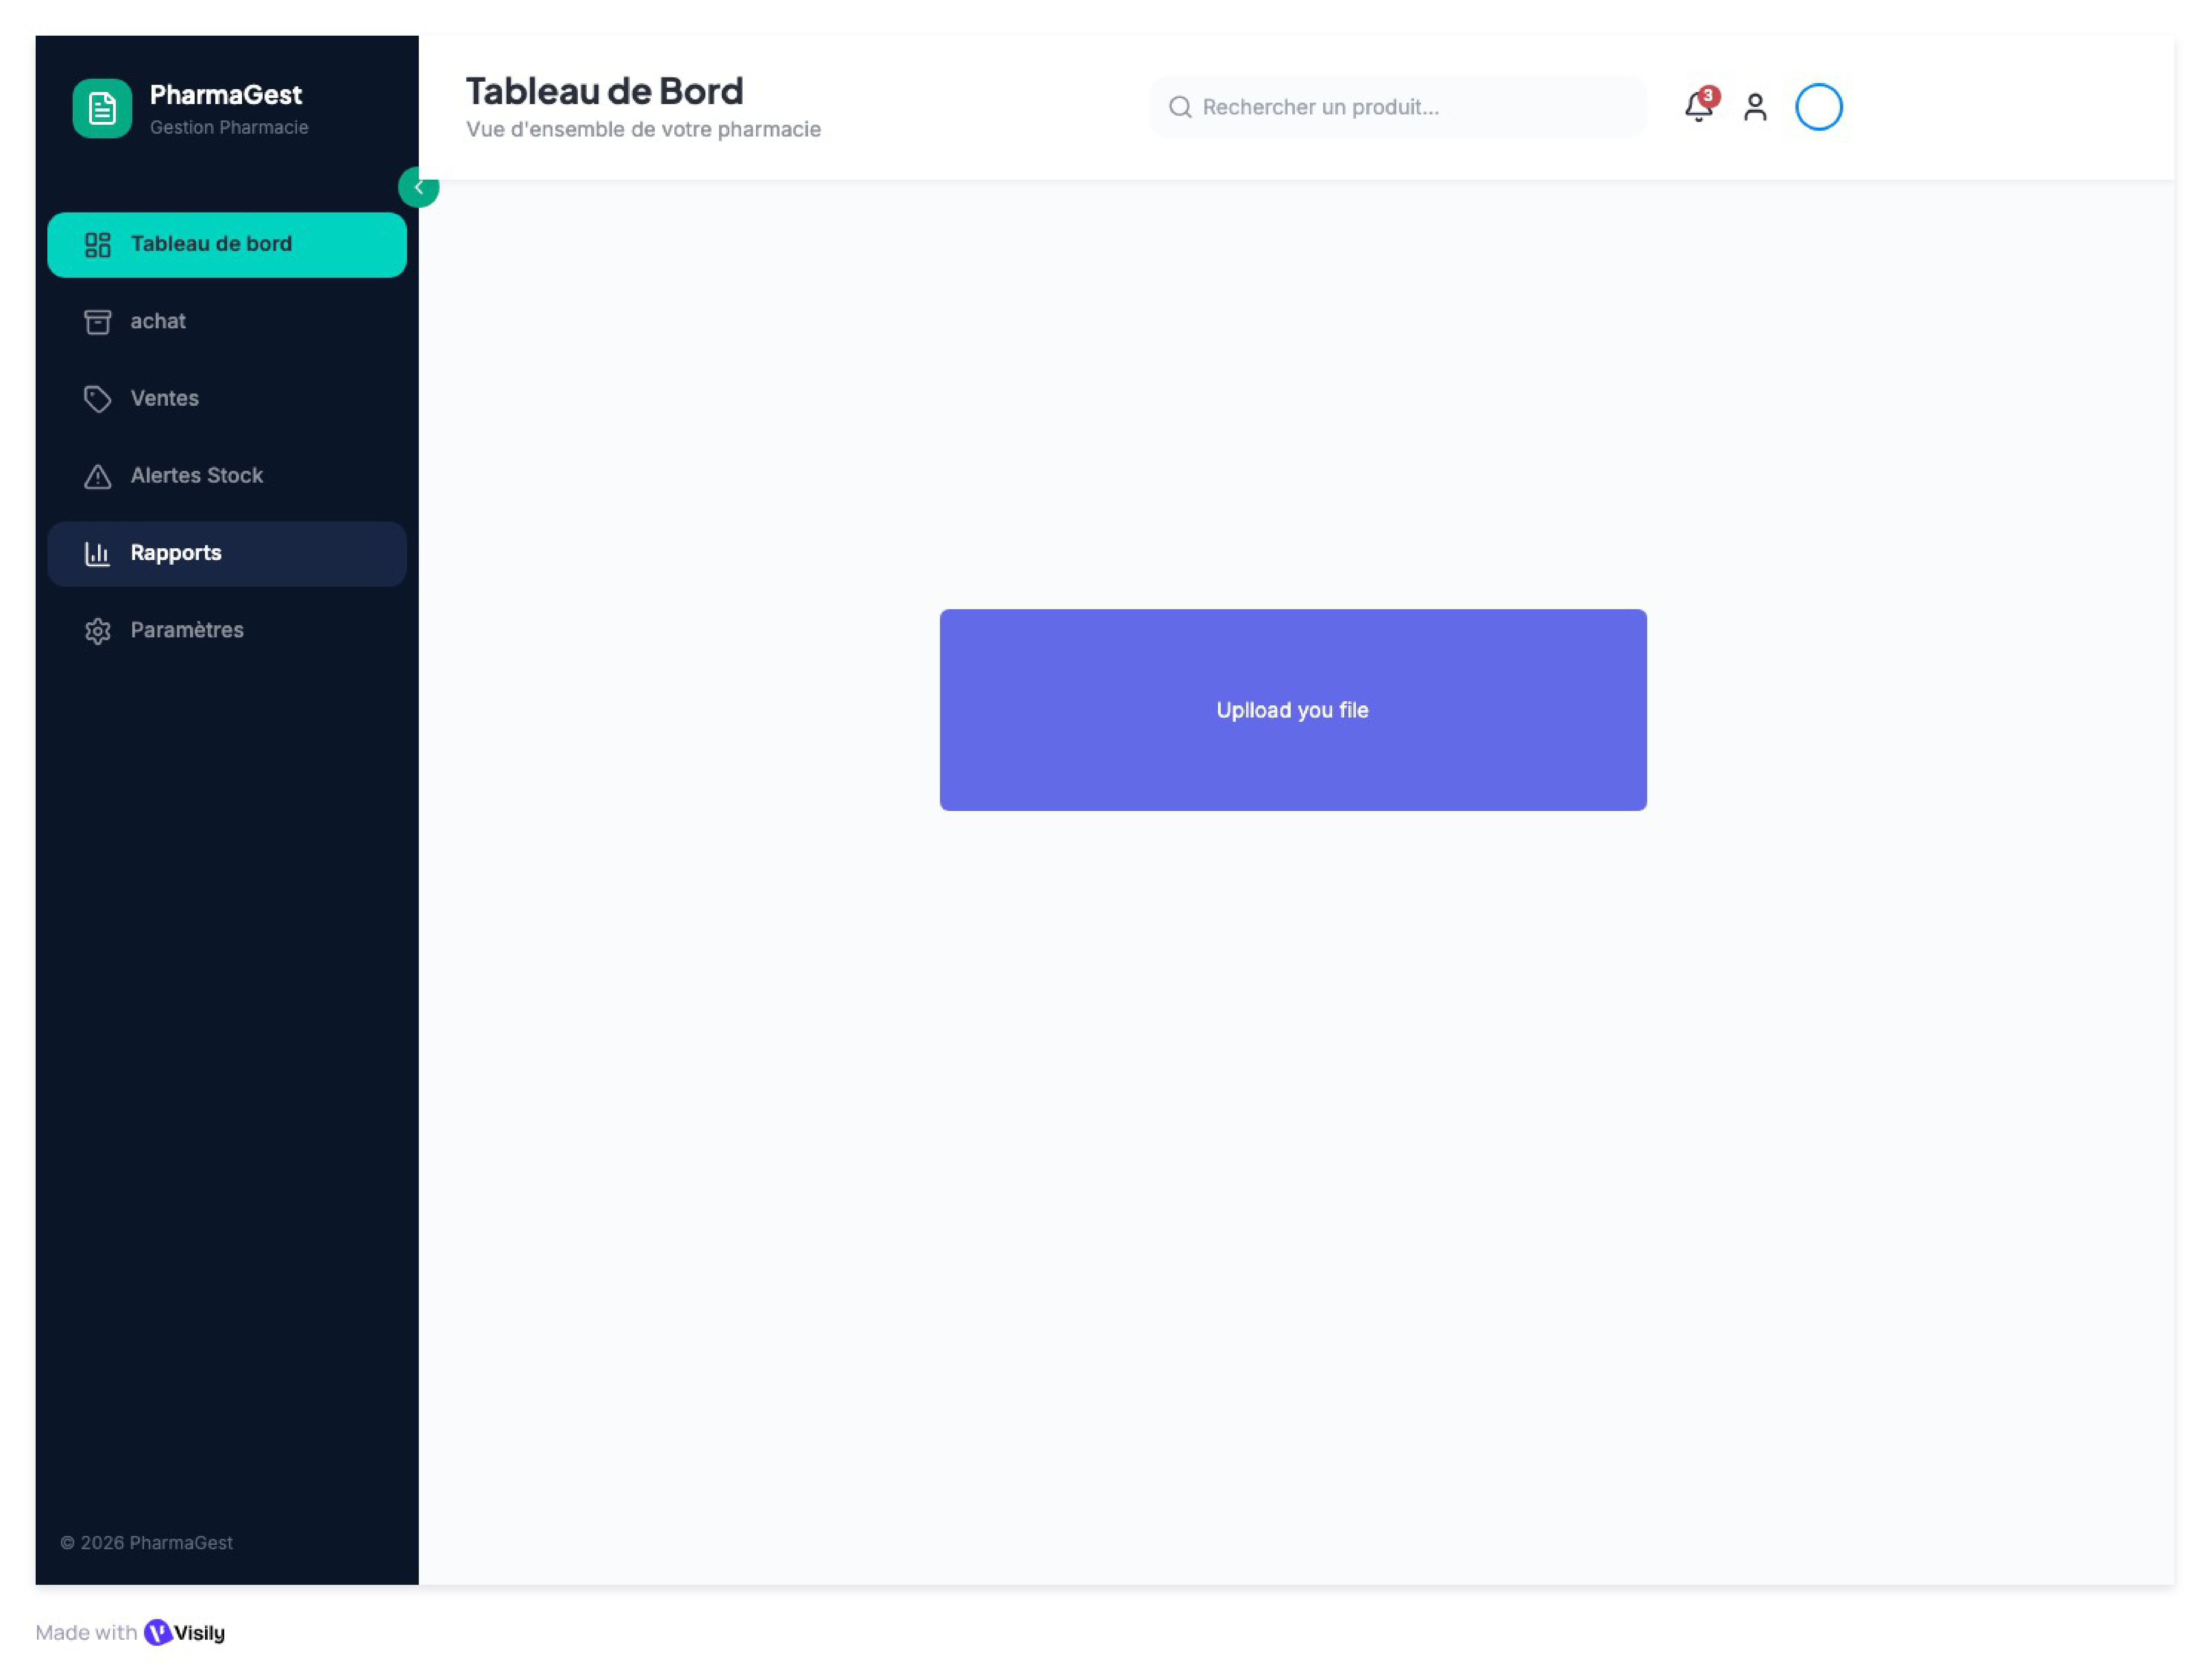 PharmaGest
Gestion Pharmacie
Tableau de bord
achat
Ventes
Alertes Stock
Rapports
Paramètres
© 2026 PharmaGest
Tableau de Bord
Vue d'ensemble de votre pharmacie
Rechercher un produit...
3
Uplload you file
Made with Visily